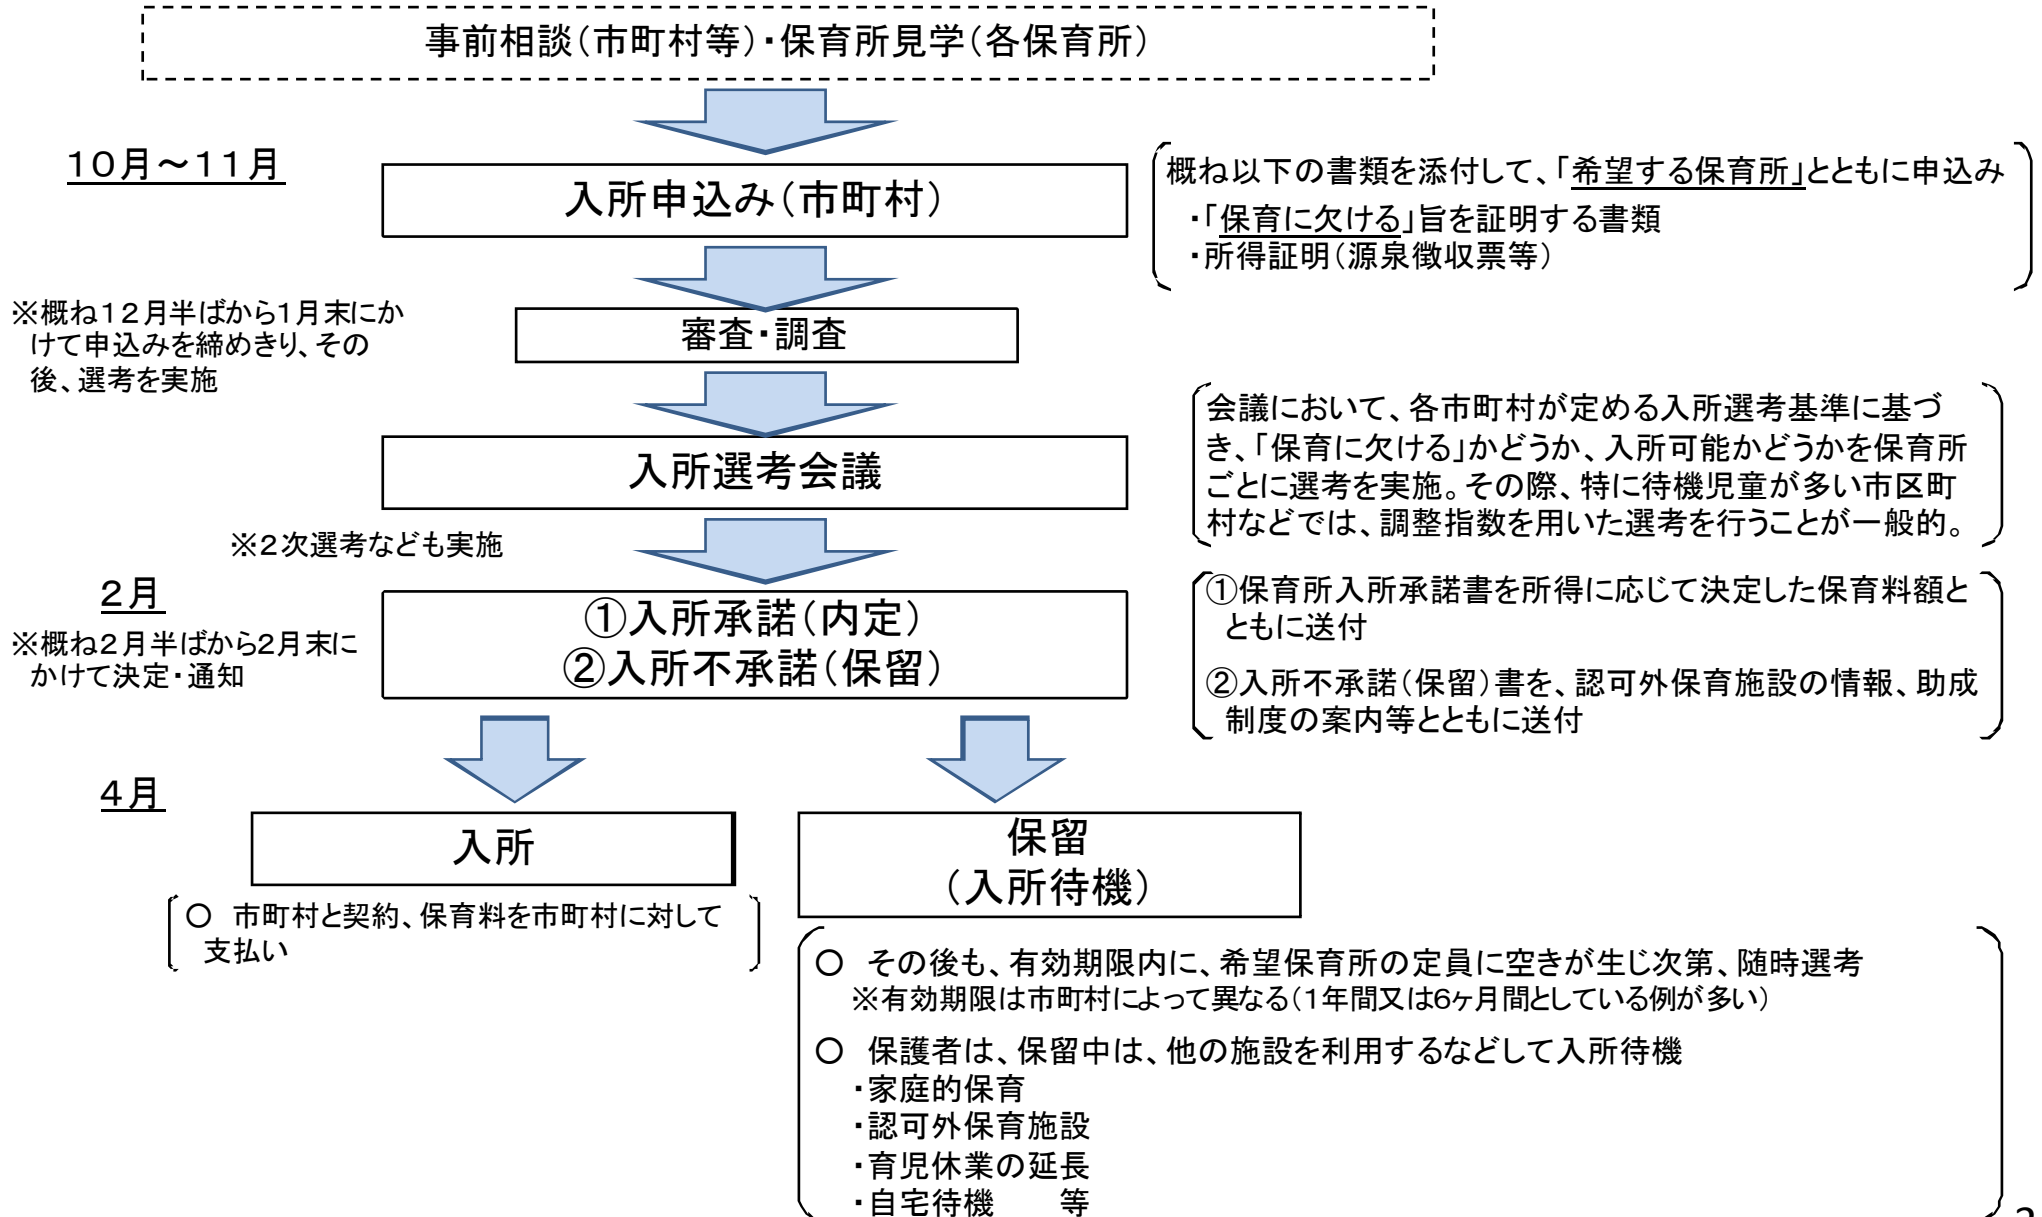 事前相談(市町村等)・保育所見学(各保育所)
10月～11月
入所申込み(市町村)
概ね以下の書類を添付して、「希望する保育所」とともに申込み
・「保育に欠ける」旨を証明する書類
・所得証明(源泉徴収票等)
※概ね12月半ばから1月末にか
けて申込みを締めきり、その
後、選考を実施
審査・調査
入所選考会議
会議において、各市町村が定める入所選考基準に基づ
き、「保育に欠ける」かどうか、入所可能かどうかを保育所
ごとに選考を実施。その際、特に待機児童が多い市区町
村などでは、調整指数を用いた選考を行うことが一般的。
※2次選考なども実施
2月
※概ね2月半ばから2月末に
かけて決定・通知
①入所承諾(内定)
②入所不承諾(保留)
①保育所入所承諾書を所得に応じて決定した保育料額と
ともに送付
②入所不承諾(保留)書を、認可外保育施設の情報、助成
制度の案内等とともに送付
4月
入所
○ 市町村と契約、保育料を市町村に対して
支払い
保留
(入所待機)
○ その後も、有効期限内に、希望保育所の定員に空きが生じ次第、随時選考
※有効期限は市町村によって異なる(1年間又は6ヶ月間としている例が多い)
○ 保護者は、保留中は、他の施設を利用するなどして入所待機
・家庭的保育
・認可外保育施設
・育児休業の延長
・自宅待機 等